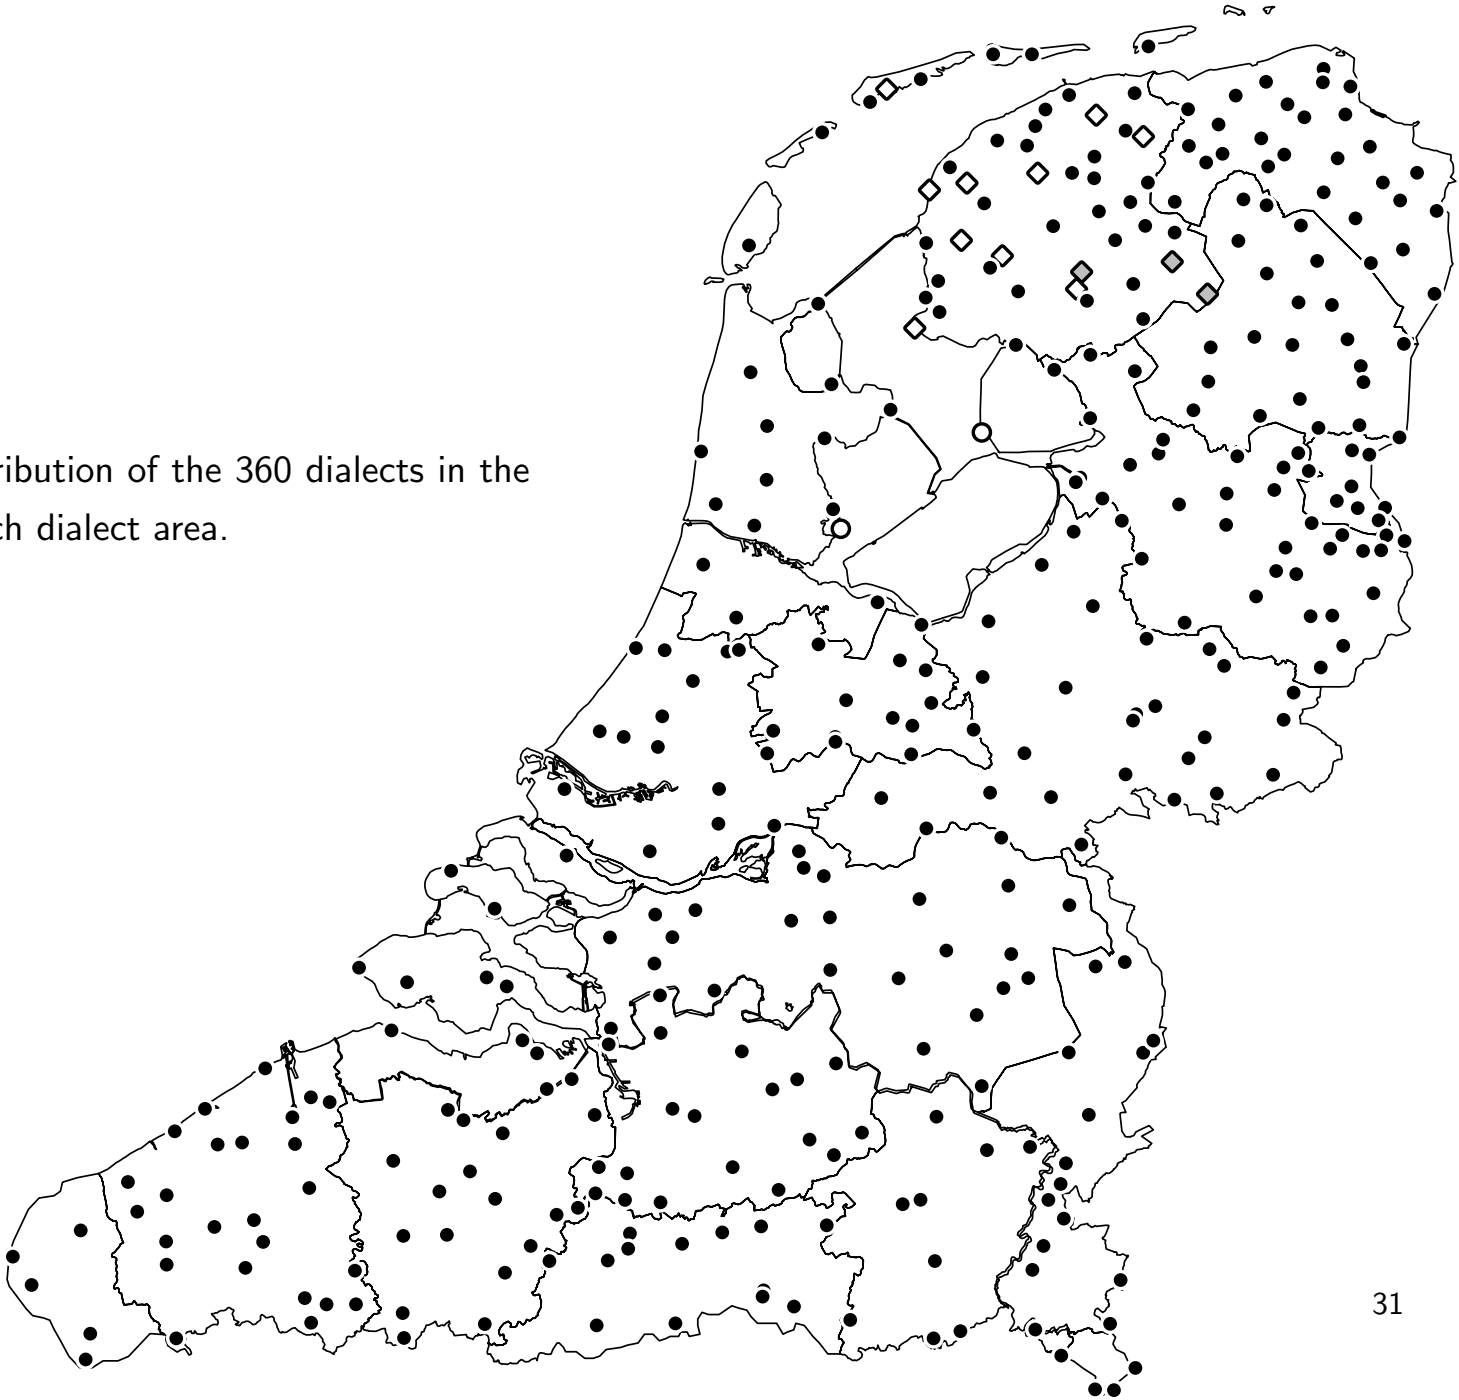 ribution of the 360 dialects in the
ch dialect area.
31